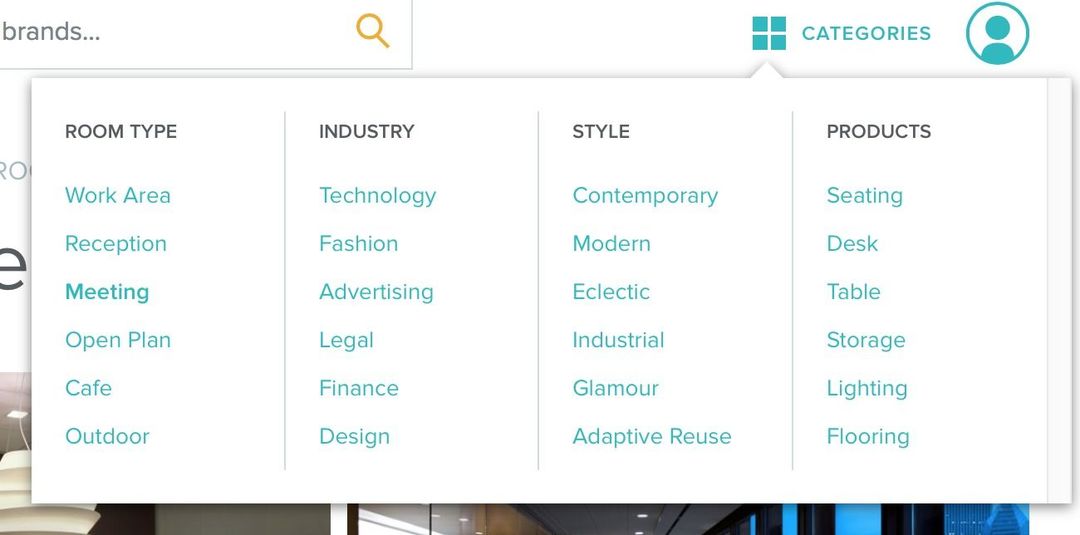 brands...
CATEGORIES
ROOM TYPE
Work Area
Reception
Meeting
Open Plan
Cafe
Outdoor
INDUSTRY
Technology
Fashion
Advertising
Legal
Finance
Design
STYLE
Contemporary
Modern
Eclectic
Industrial
Glamour
Adaptive Reuse
PRODUCTS
Seating
Desk
Table
Storage
Lighting
Flooring